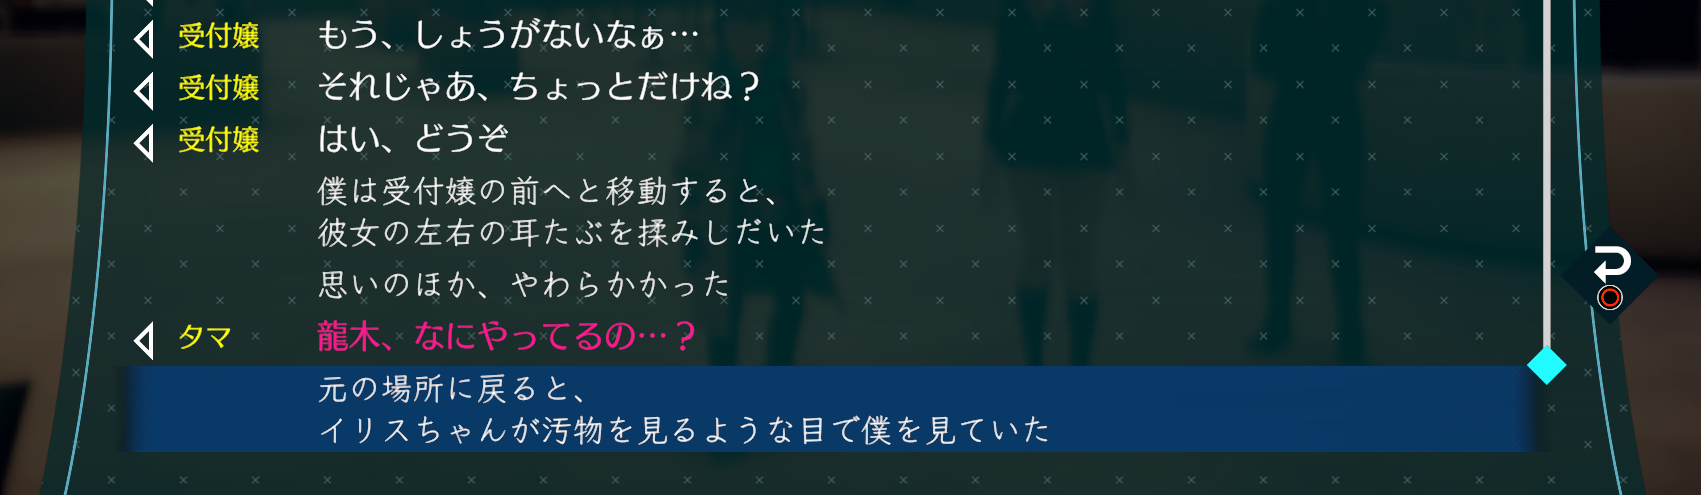 受付嬢 もう、しょうがないなぁ…
受付嬢 それじゃあ、ちょっとだけね？
受付嬢 はい、どうぞ
僕は受付嬢の前へと移動すると、
彼女の左右の耳たぶを揉みしだいた
思いのほか、やわらかかった
タマ 龍木、なにやってるの…？
元の場所に戻ると、
イリスちゃんが汚物を見るような目で僕を見ていた